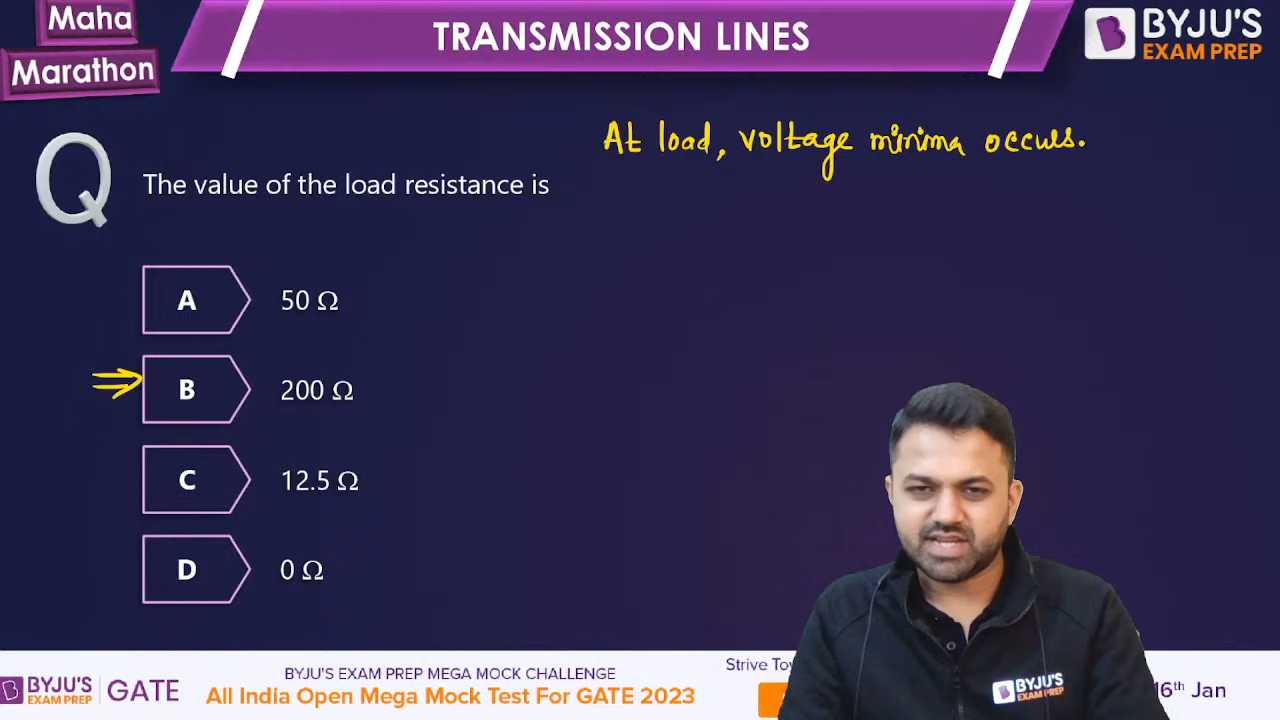 Maha
Marathon
TRANSMISSION LINES
BYJU'S
EXAM PREP
At load, voltage minima occurs.
Q
The value of the load resistance is
A 50 Ω
B 200 Ω
C 12.5 Ω
D 0 Ω
BYJU'S
EXAM PREP
GATE
BYJU'S EXAM PREP MEGA MOCK CHALLENGE
All India Open Mega Mock Test For GATE 2023
Strive
16th Jan
BYJU'S
EXAM PREP